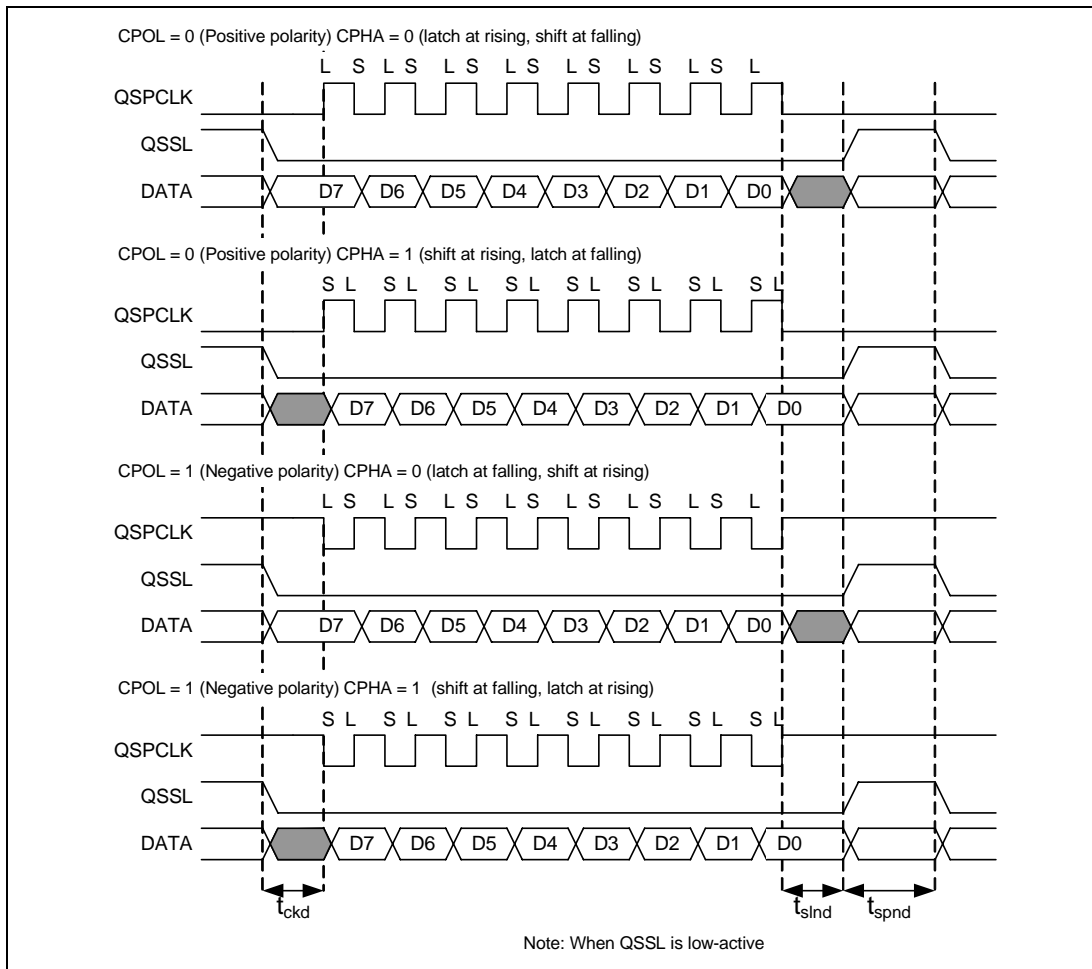 CPOL = 0 (Positive polarity) CPHA = 0 (latch at rising, shift at falling)
L S L S L S L S L S L S L S L
QSPCLK
QSSL
DATA D7 D6 D5 D4 D3 D2 D1 D0
CPOL = 0 (Positive polarity) CPHA = 1 (shift at rising, latch at falling)
S L S L S L S L S L S L S L S L
QSPCLK
QSSL
DATA D7 D6 D5 D4 D3 D2 D1 D0
CPOL = 1 (Negative polarity) CPHA = 0 (latch at falling, shift at rising)
L S L S L S L S L S L S L S L
QSPCLK
QSSL
DATA D7 D6 D5 D4 D3 D2 D1 D0
CPOL = 1 (Negative polarity) CPHA = 1 (shift at falling, latch at rising)
S L S L S L S L S L S L S L S L
QSPCLK
QSSL
DATA D7 D6 D5 D4 D3 D2 D1 D0
tckd tslnd tspnd
Note: When QSSL is low-active